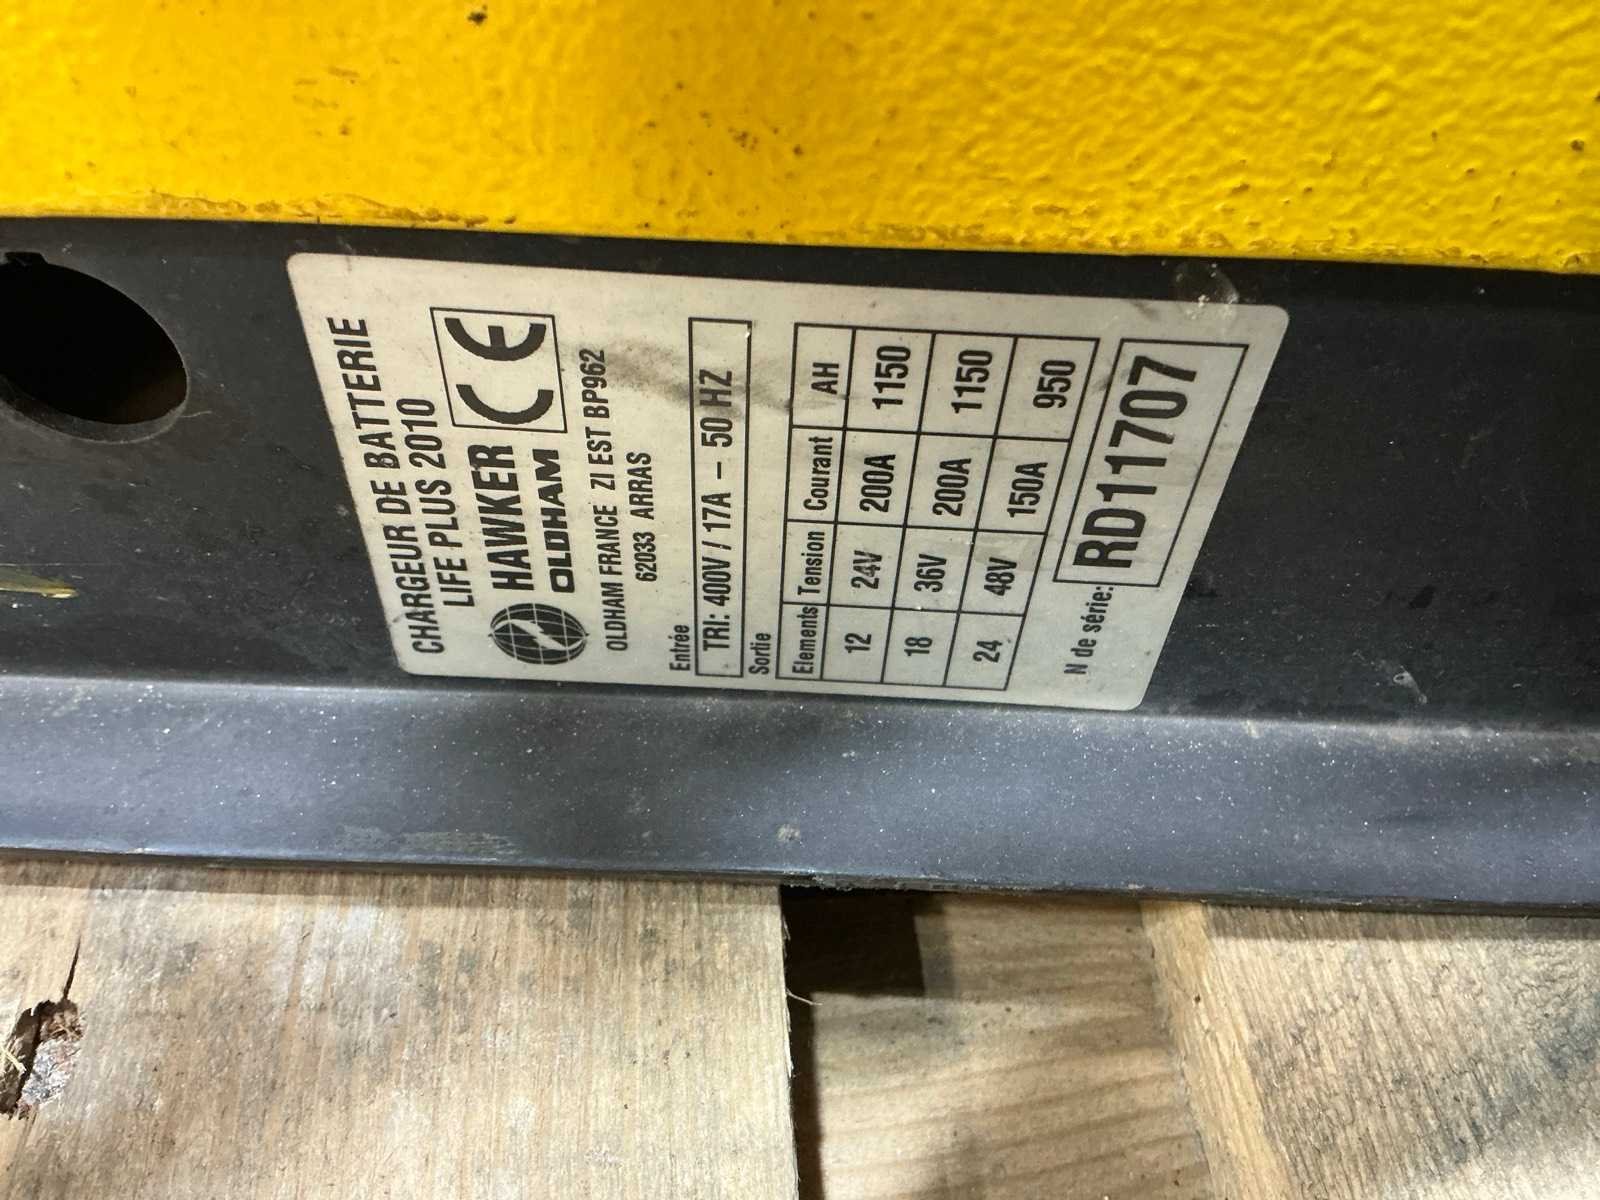 CHARGEUR DE BATTERIE
LIFE PLUS 2010
HAWKER
OLDHAM
CE
OLDHAM FRANCE ZI EST BP962
62033 ARRAS
Entrée
TRI: 400V / 17A - 50 HZ
Sortie
Elements Tension Courant AH
12 24V 200A 1150
18 36V 200A 1150
24 48V 150A 950
N de série: RD11707